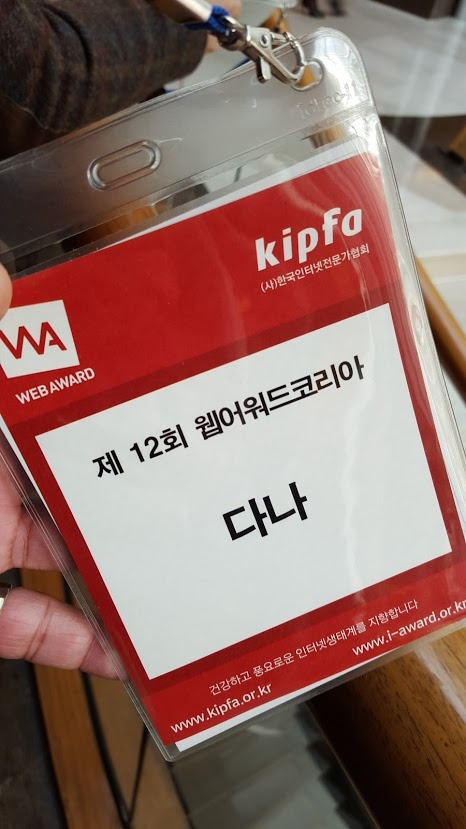 kipfa
(사)한국인터넷전문가협회
WA
WEB AWARD
제 12회 웹어워드코리아
다나
건강하고 풍요로운 인터넷생태계를 지향합니다
www.kipfa.or.kr
www.i-award.or.kr